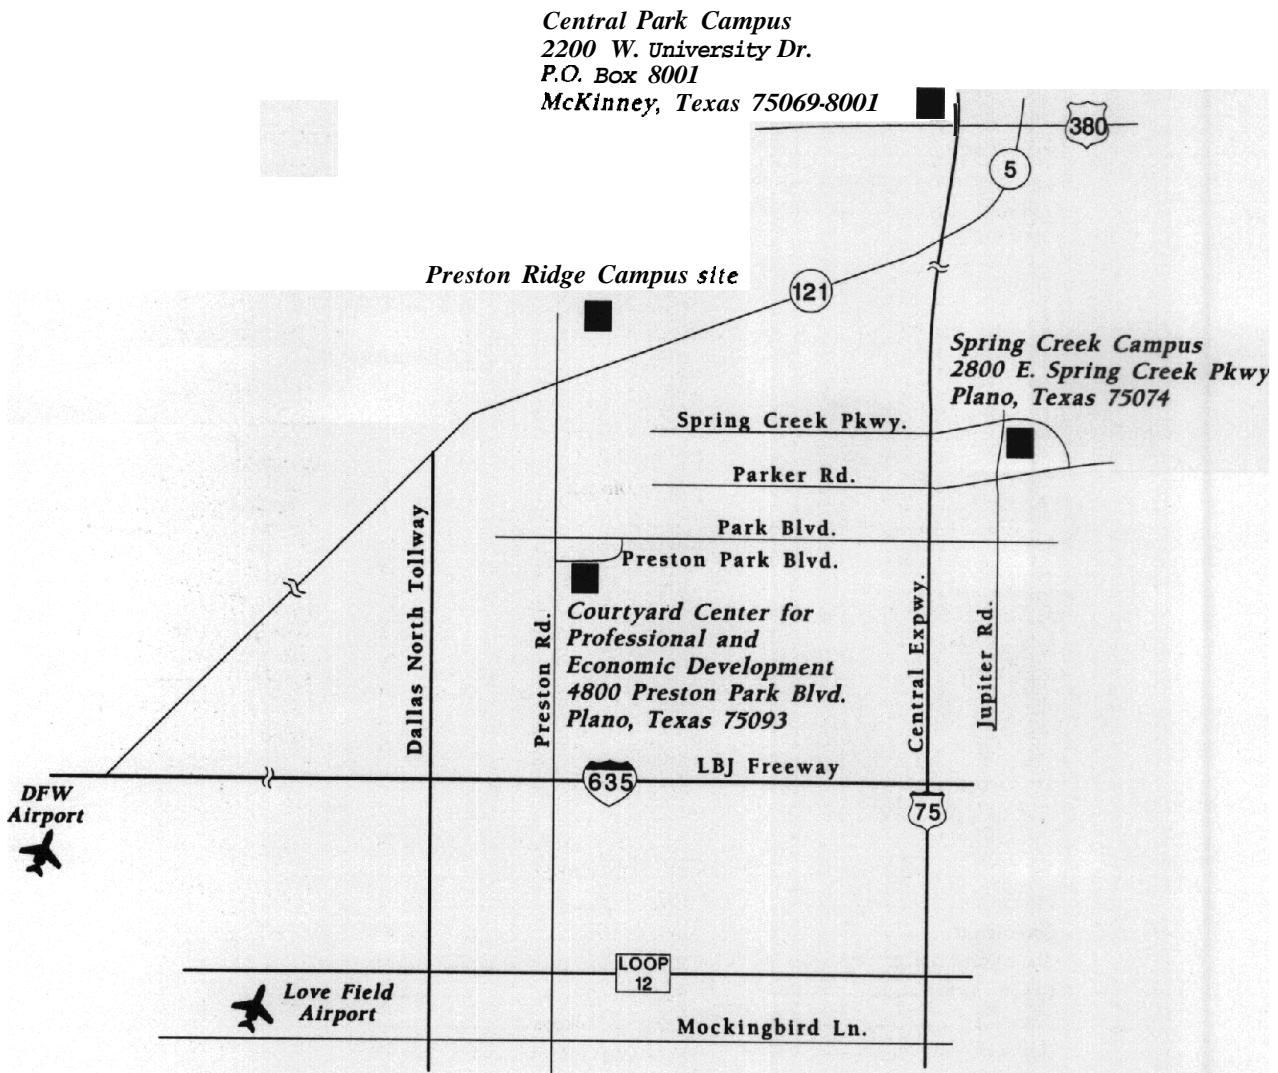 Central Park Campus
2200 W. University Dr.
P.O. Box 8001
McKinney, Texas 75069-8001
380
5
Preston Ridge Campus site
121
Spring Creek Campus
2800 E. Spring Creek Pkwy
Plano, Texas 75074
Spring Creek Pkwy.
Parker Rd.
Park Blvd.
Preston Park Blvd.
Dallas North Tollway
Preston Rd.
Courtyard Center for
Professional and
Economic Development
4800 Preston Park Blvd.
Plano, Texas 75093
Central Expwy.
Jupiter Rd.
LBJ Freeway
635
75
DFW
Airport
LOOP
12
Love Field
Airport
Mockingbird Ln.